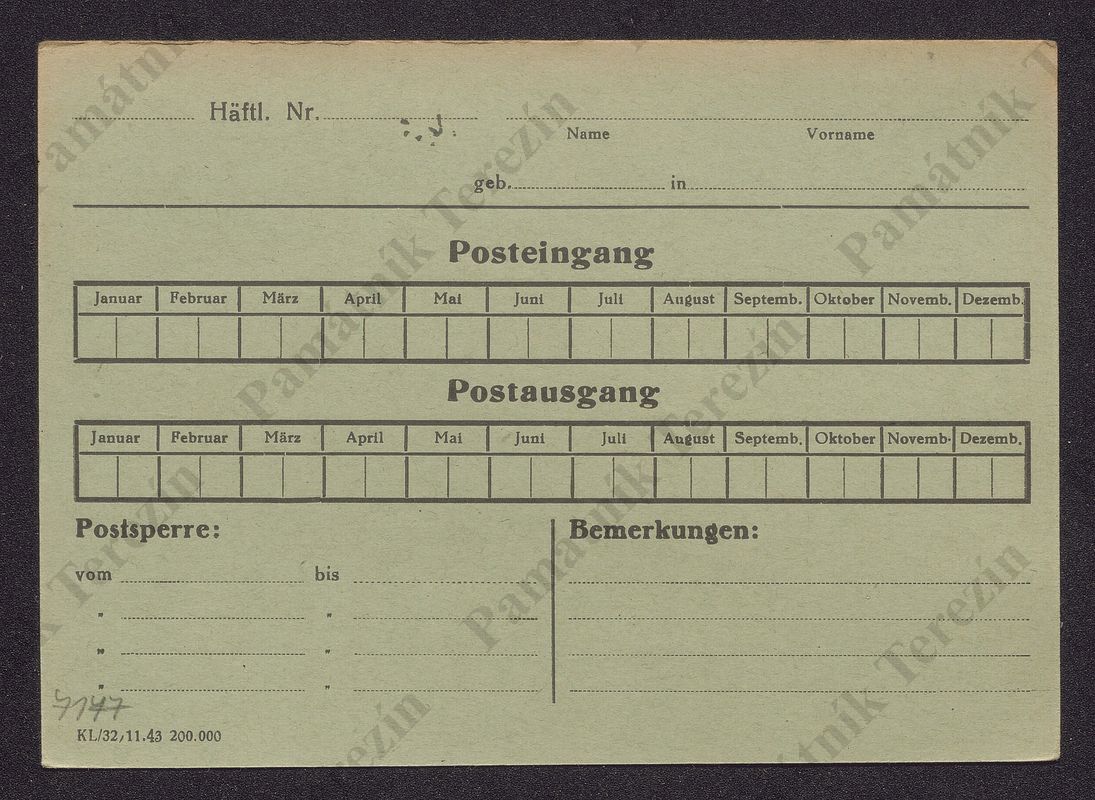 Häftl. Nr.
Name Vorname
geb. in
Posteingang
Januar Februar März April Mai Juni Juli August Septemb. Oktober Novemb. Dezemb.
Postausgang
Januar Februar März April Mai Juni Juli August Septemb. Oktober Novemb. Dezemb.
Postsperre: Bemerkungen:
vom bis
" "
" "
" "
7147
KL/32/11.43 200.000
Památník Terezín